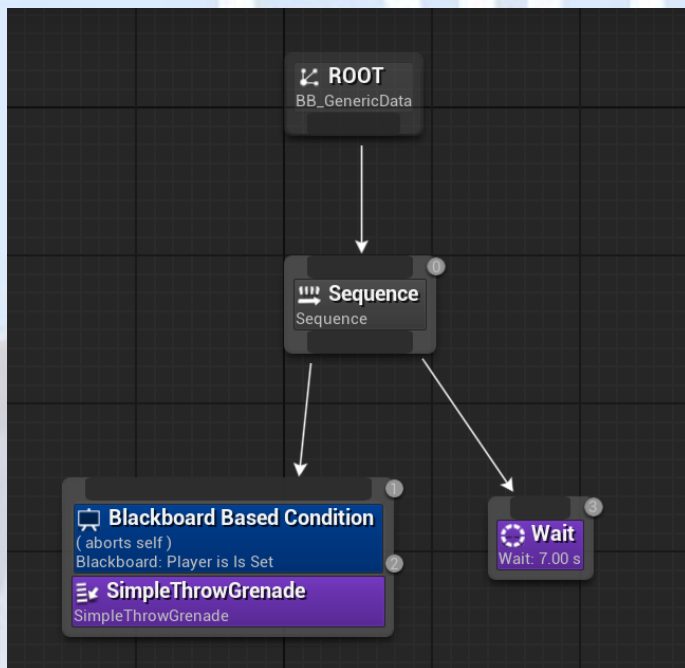 ROOT
BB_GenericData
0
Sequence
Sequence
1
Blackboard Based Condition
( aborts self )
Blackboard: Player is Is Set
2
SimpleThrowGrenade
SimpleThrowGrenade
3
Wait
Wait: 7.00 s